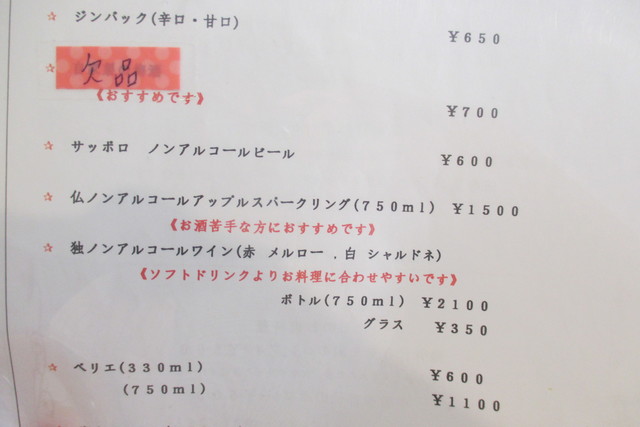 ☆ ジンバック(辛口・甘口)
￥650
☆ 欠品
《おすすめです》
￥700
☆ サッポロ ノンアルコールビール ￥600
☆ 仏ノンアルコールアップルスパークリング(750ml) ￥1500
《お酒苦手な方におすすめです》
☆ 独ノンアルコールワイン(赤 メルロー .白 シャルドネ)
《ソフトドリンクよりお料理に合わせやすいです》
ボトル(750ml) ￥2100
グラス ￥350
☆ ペリエ(330ml) ￥600
(750ml) ￥1100